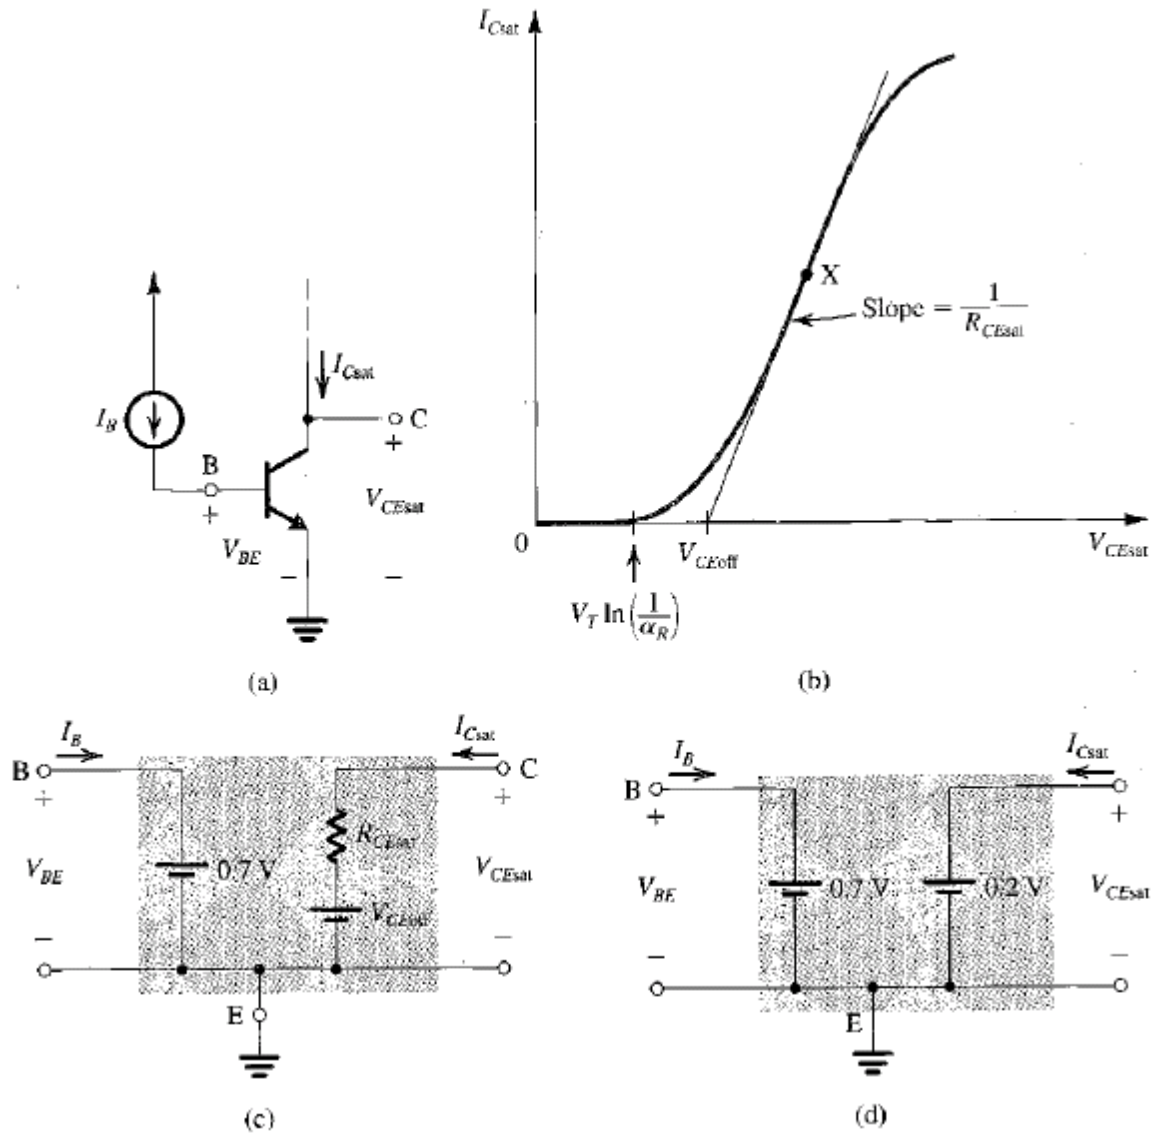 I_Csat
I_Csat
I_B
B
+
V_BE
−
C
+
V_CEsat
−
(a)
X
Slope = 1/R_CEsat
0
V_CEoff
V_CEsat
V_T ln(1/α_R)
(b)
I_B
I_Csat
B
C
+
+
R_CEsat
V_BE
0.7 V
V_CEsat
V_CEoff
−
−
E
(c)
I_B
I_Csat
B
+
+
V_BE
0.7 V
0.2 V
V_CEsat
−
−
E
(d)